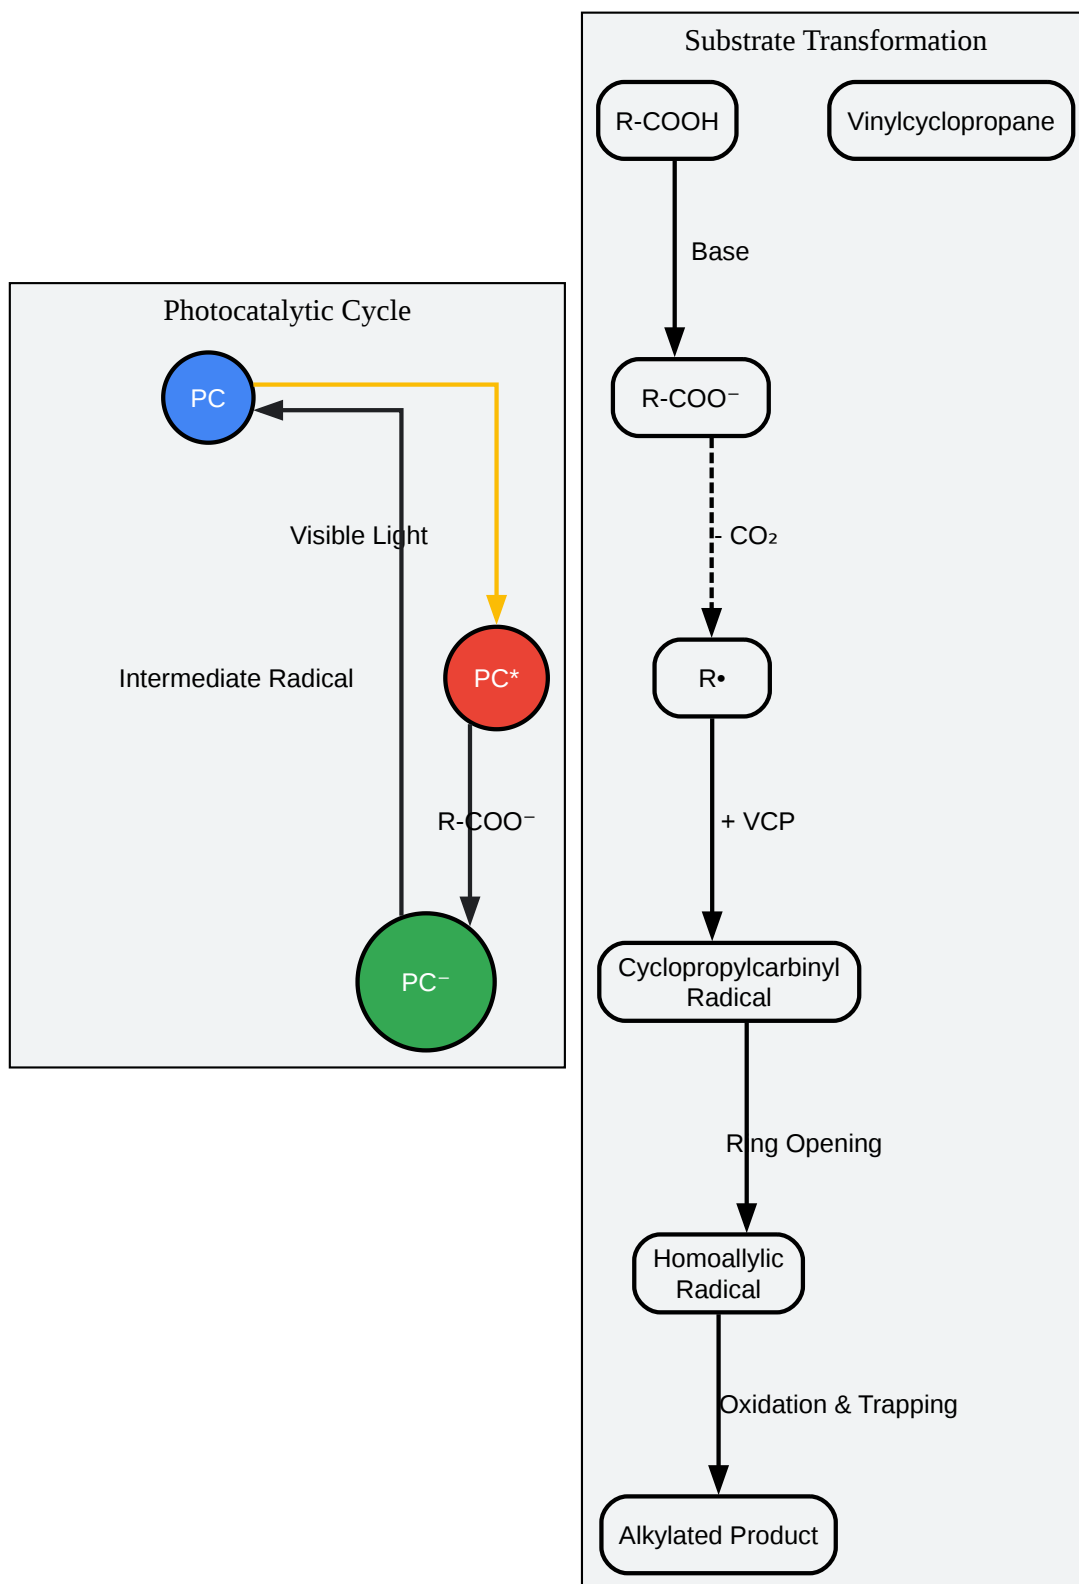 Photocatalytic Cycle
PC
Visible Light
Intermediate Radical
PC*
R-COO⁻
PC⁻
Substrate Transformation
R-COOH
Vinylcyclopropane
Base
R-COO⁻
- CO₂
R•
+ VCP
Cyclopropylcarbinyl
Radical
Ring Opening
Homoallylic
Radical
Oxidation & Trapping
Alkylated Product